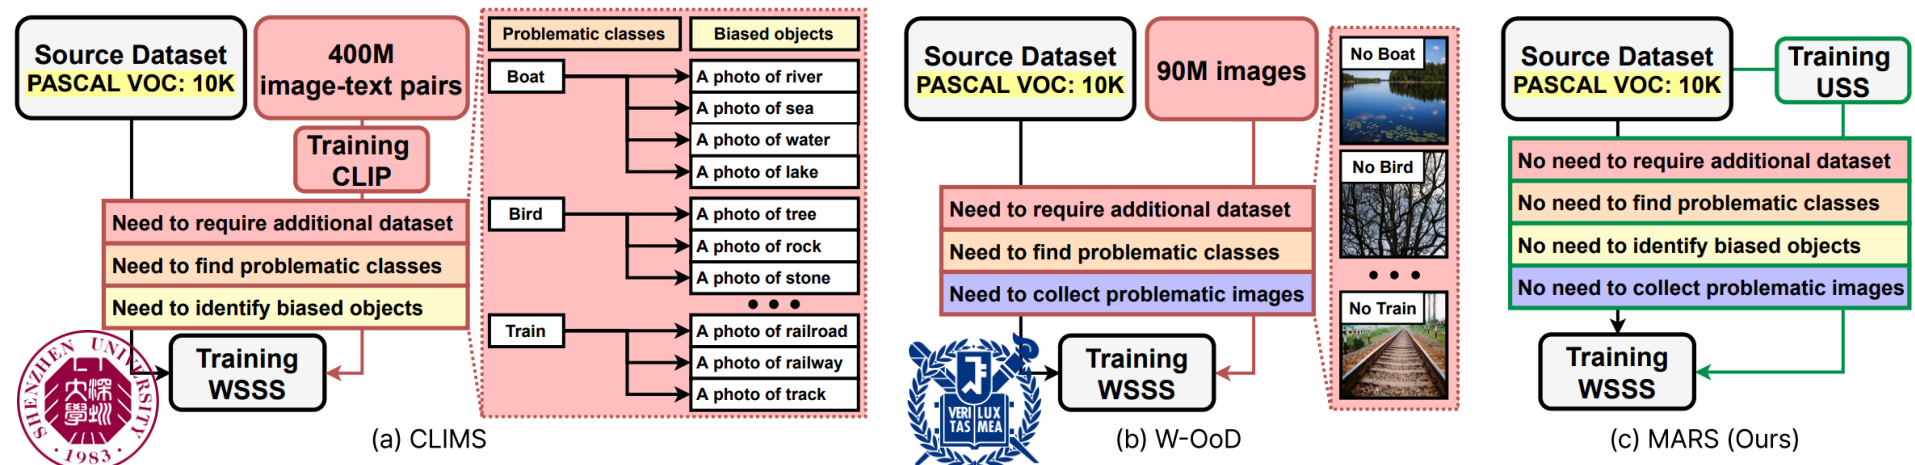 Source Dataset
PASCAL VOC: 10K
400M
image-text pairs
Training
CLIP
Need to require additional dataset
Need to find problematic classes
Need to identify biased objects
Training
WSSS
SHENZHEN UNIVERSITY
深圳大學
·1983·
Problematic classes
Biased objects
Boat
A photo of river
A photo of sea
A photo of water
A photo of lake
Bird
A photo of tree
A photo of rock
A photo of stone
Train
A photo of railroad
A photo of railway
A photo of track
(a) CLIMS
Source Dataset
PASCAL VOC: 10K
90M images
Need to require additional dataset
Need to find problematic classes
Need to collect problematic images
Training
WSSS
VERI LUX
TAS MEA
No Boat
No Bird
No Train
(b) W-OoD
Source Dataset
PASCAL VOC: 10K
Training
USS
No need to require additional dataset
No need to find problematic classes
No need to identify biased objects
No need to collect problematic images
Training
WSSS
(c) MARS (Ours)